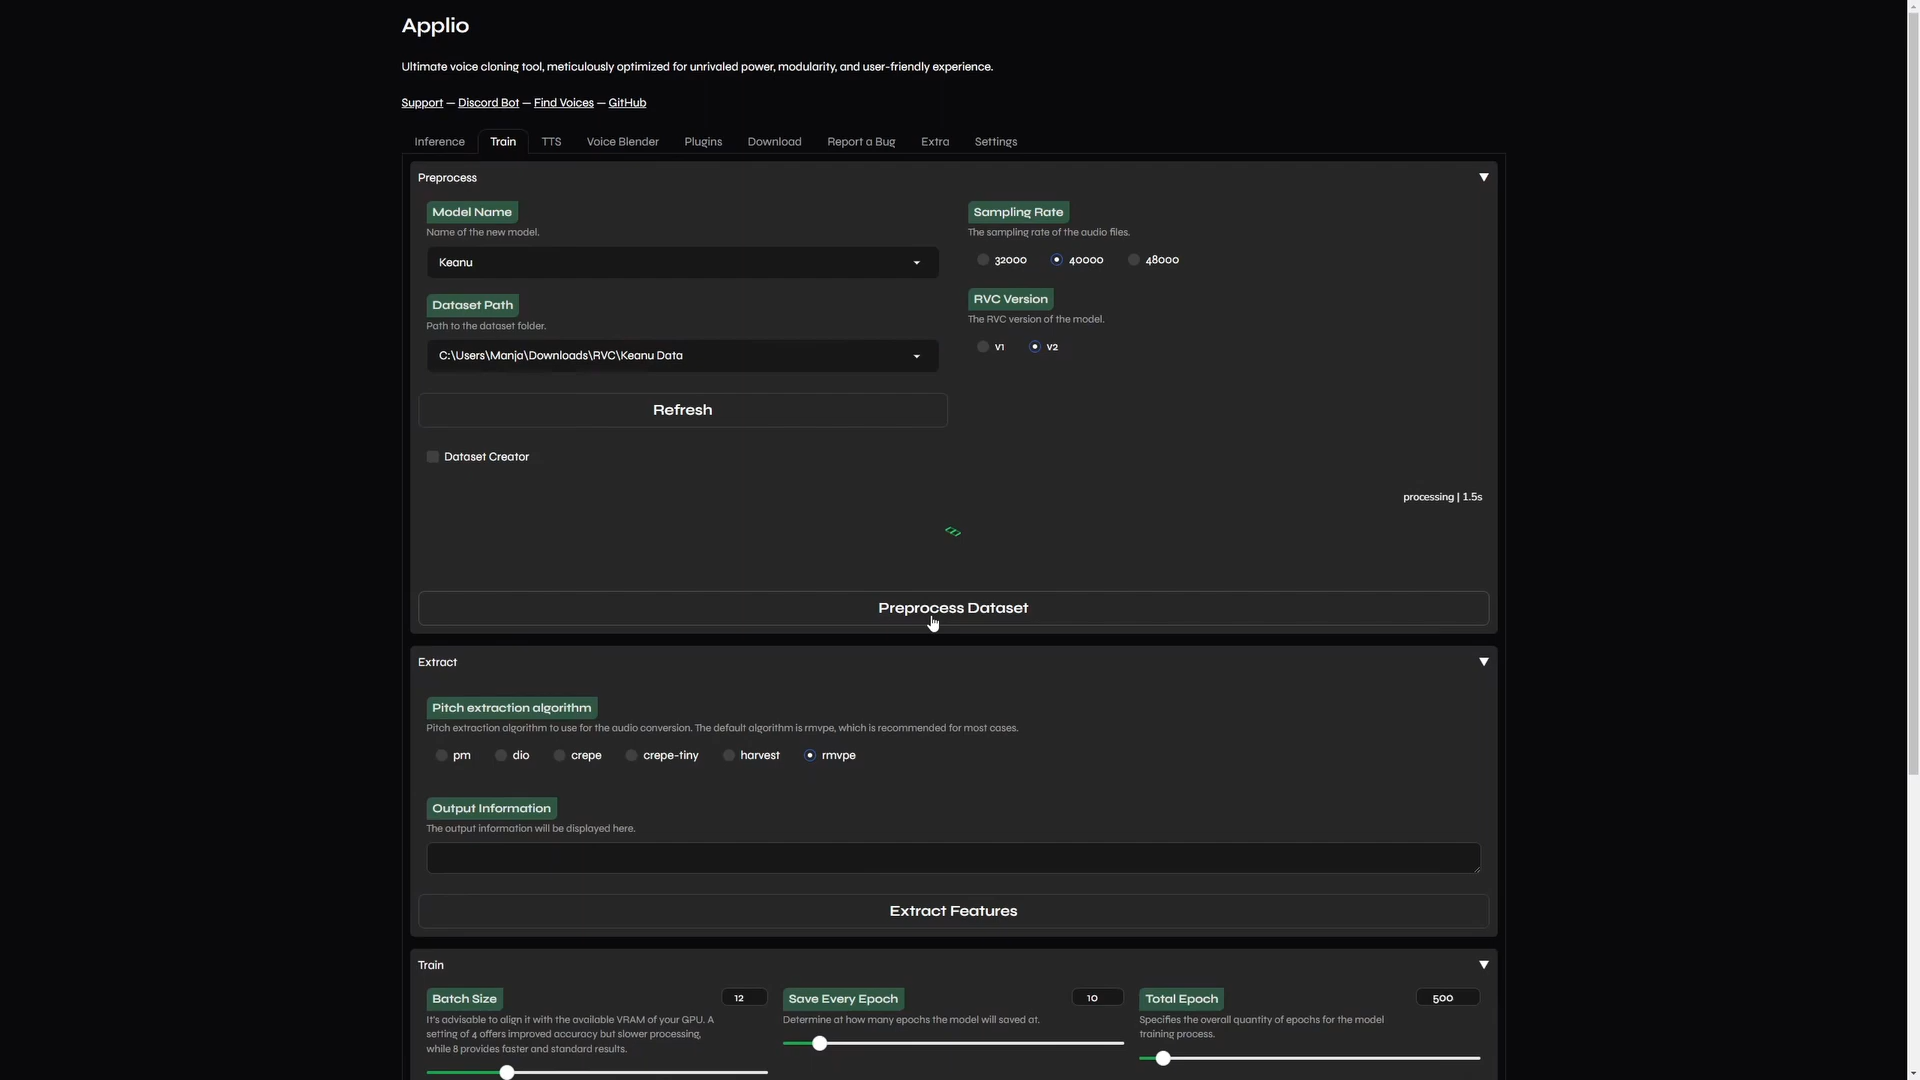 Applio
Ultimate voice cloning tool, meticulously optimized for unrivaled power, modularity, and user-friendly experience.
Support — Discord Bot — Find Voices — GitHub
Inference Train TTS Voice Blender Plugins Download Report a Bug Extra Settings
Preprocess
Model Name
Name of the new model.
Keanu
Sampling Rate
The sampling rate of the audio files.
32000 40000 48000
Dataset Path
Path to the dataset folder.
C:\Users\Manja\Downloads\RVC\Keanu Data
RVC Version
The RVC version of the model.
v1 v2
Refresh
Dataset Creator
processing | 1.5s
Preprocess Dataset
Extract
Pitch extraction algorithm
Pitch extraction algorithm to use for the audio conversion. The default algorithm is rmvpe, which is recommended for most cases.
pm dio crepe crepe-tiny harvest rmvpe
Output Information
The output information will be displayed here.
Extract Features
Train
Batch Size 12
It's advisable to align it with the available VRAM of your GPU. A
setting of 4 offers improved accuracy but slower processing,
while 8 provides faster and standard results.
Save Every Epoch 10
Determine at how many epochs the model will saved at.
Total Epoch 500
Specifies the overall quantity of epochs for the model
training process.